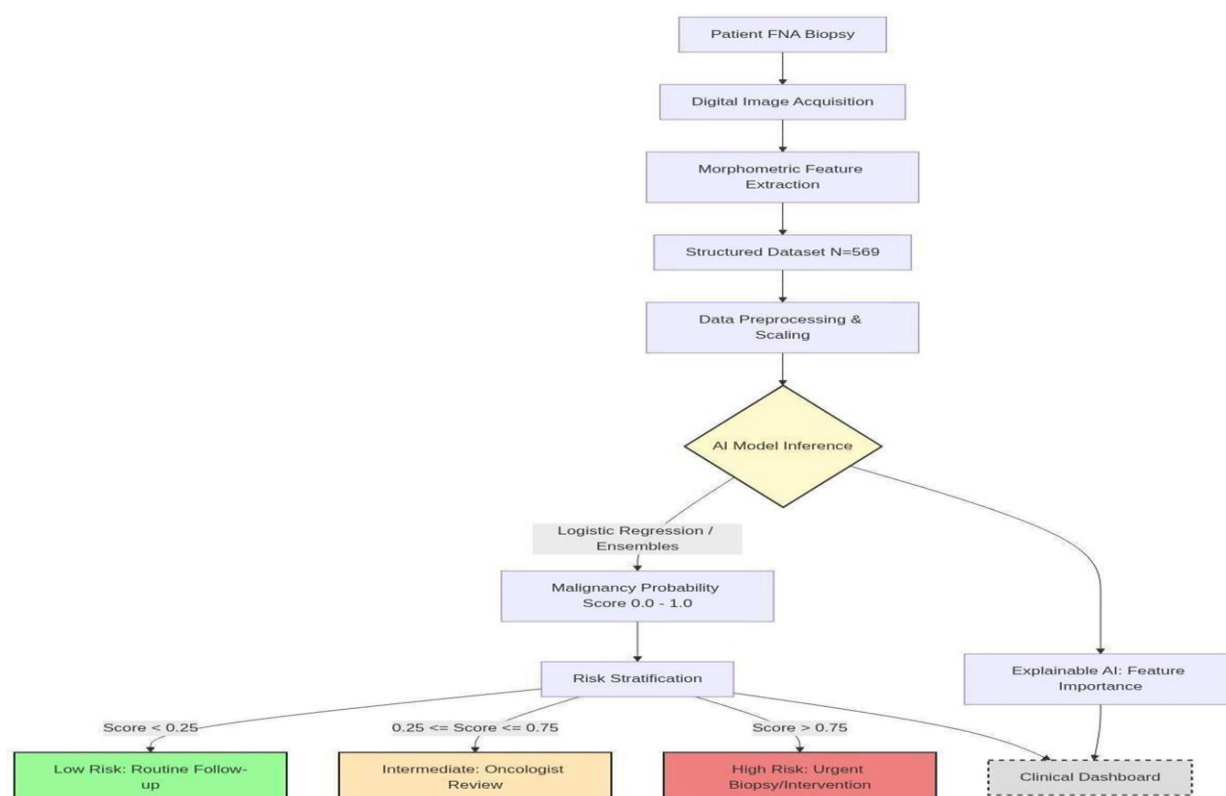 Patient FNA Biopsy
Digital Image Acquisition
Morphometric Feature
Extraction
Structured Dataset N=569
Data Preprocessing &
Scaling
AI Model Inference
Logistic Regression /
Ensembles
Malignancy Probability
Score 0.0 - 1.0
Risk Stratification
Explainable AI: Feature
Importance
Score < 0.25
0.25 <= Score <= 0.75
Score > 0.75
Low Risk: Routine Follow-
up
Intermediate: Oncologist
Review
High Risk: Urgent
Biopsy/Intervention
Clinical Dashboard